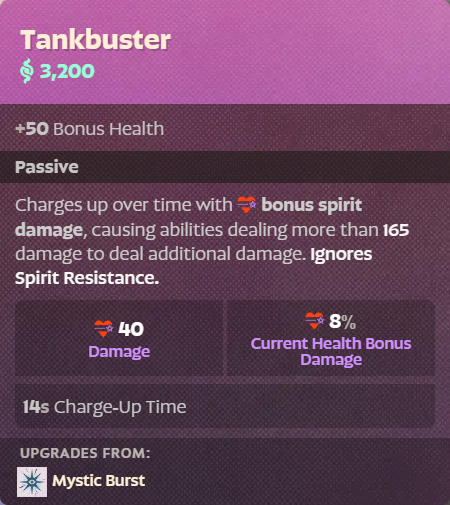 Tankbuster
3,200
+50 Bonus Health
Passive
Charges up over time with bonus spirit
damage, causing abilities dealing more than 165
damage to deal additional damage. Ignores
Spirit Resistance.
40
Damage
8%
Current Health Bonus
Damage
14s Charge-Up Time
UPGRADES FROM:
Mystic Burst